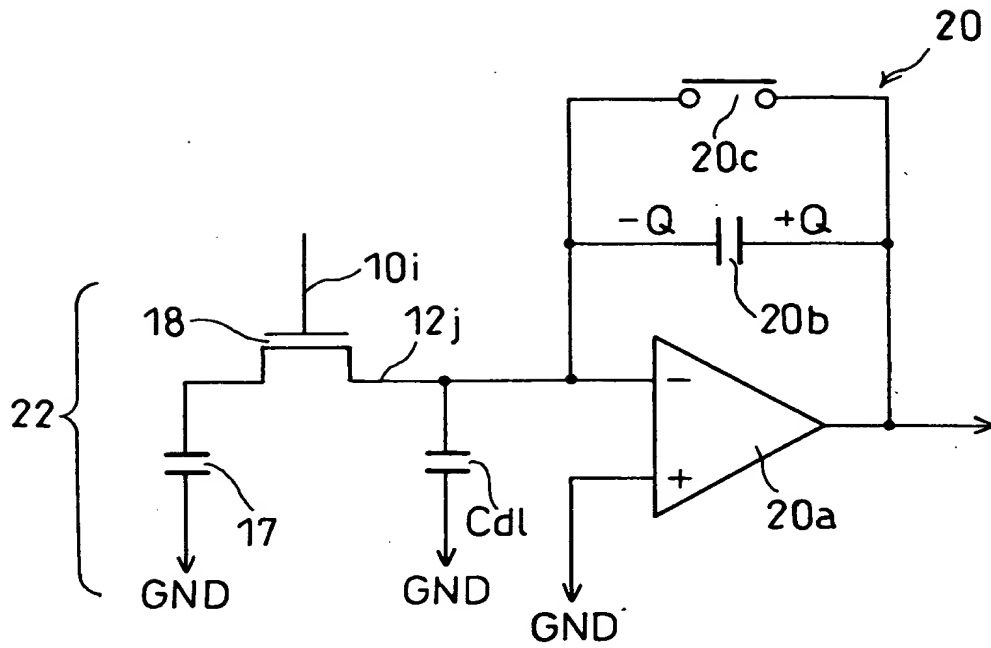 20
20c
-Q
+Q
20b
10i
18
12j
22
-
+
20a
17
Cdl
GND
GND
GND